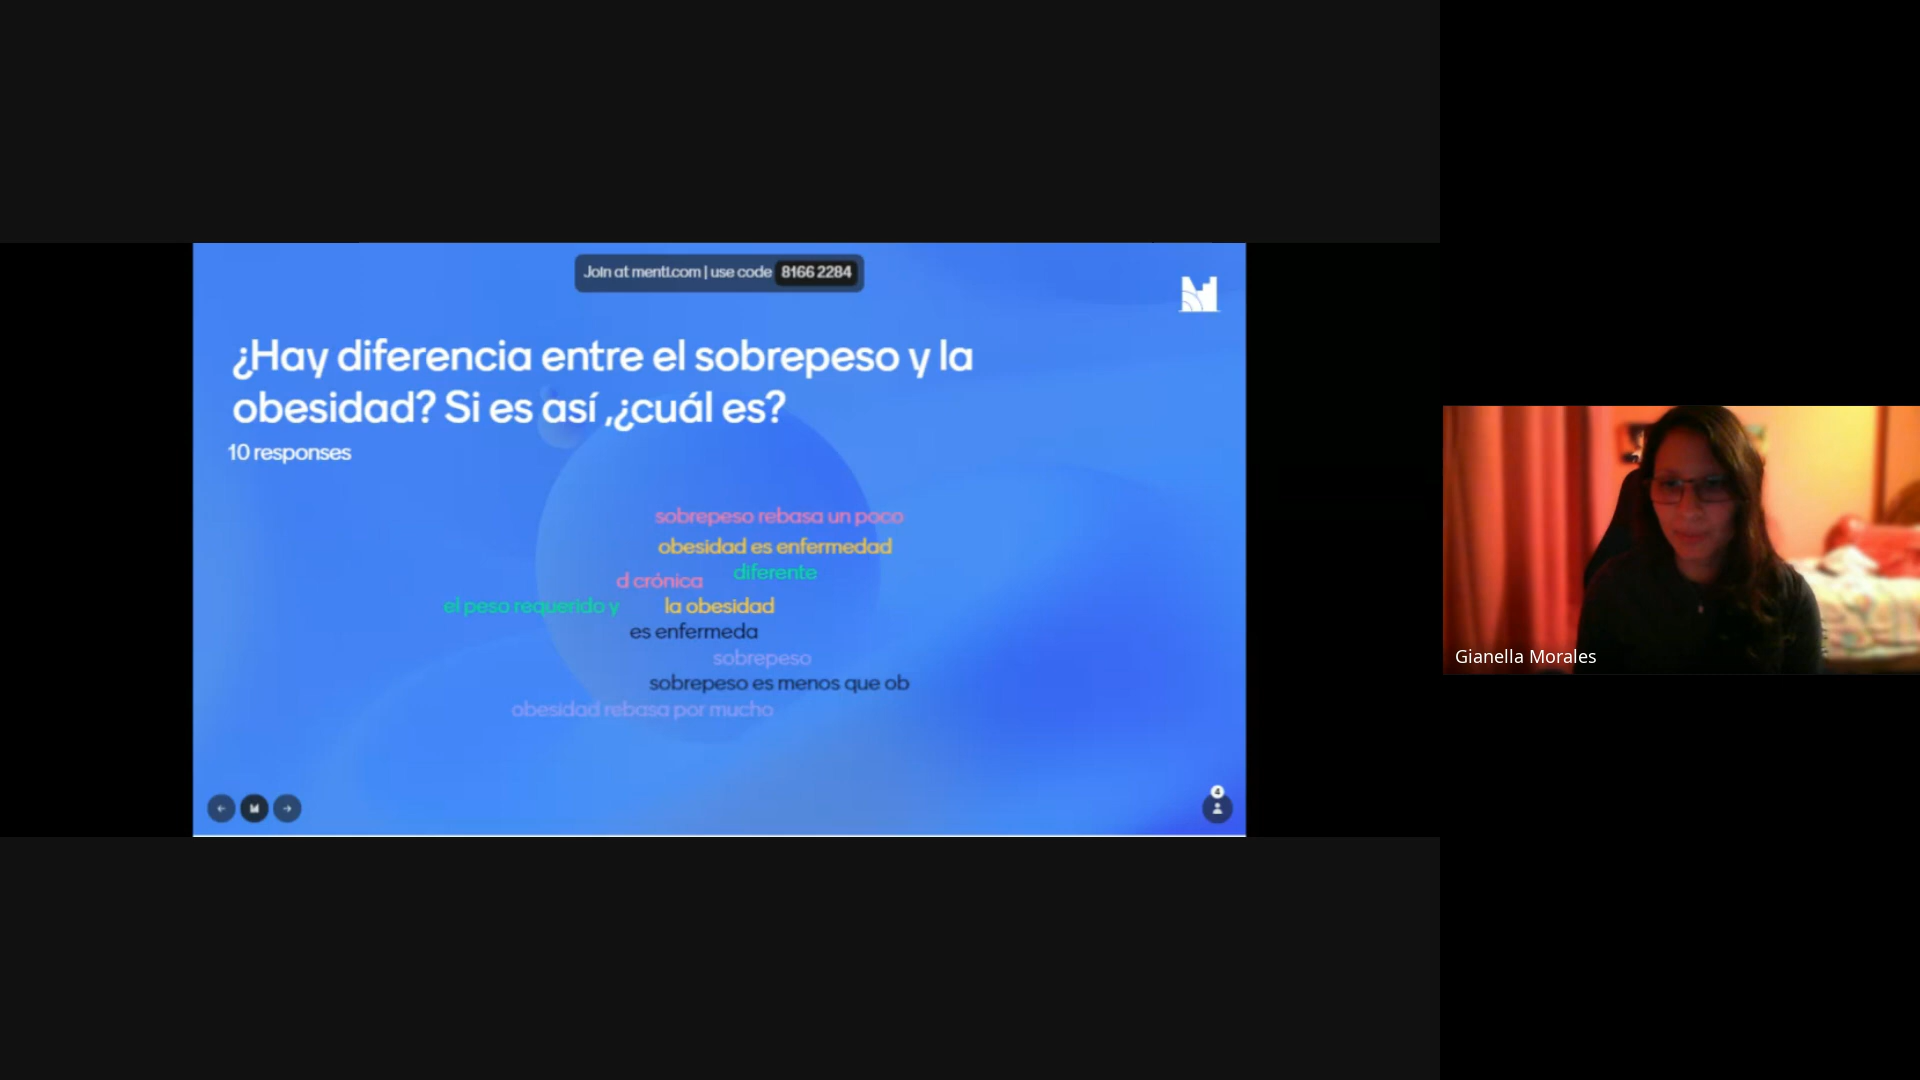 Join at menti.com | use code 8166 2284
¿Hay diferencia entre el sobrepeso y la
obesidad? Si es así ,¿cuál es?
10 responses
sobrepeso rebasa un poco
obesidad es enfermedad
diferente
d crónica
el peso requerido y
la obesidad
es enfermeda
sobrepeso
sobrepeso es menos que ob
obesidad rebasa por mucho
4
Gianella Morales